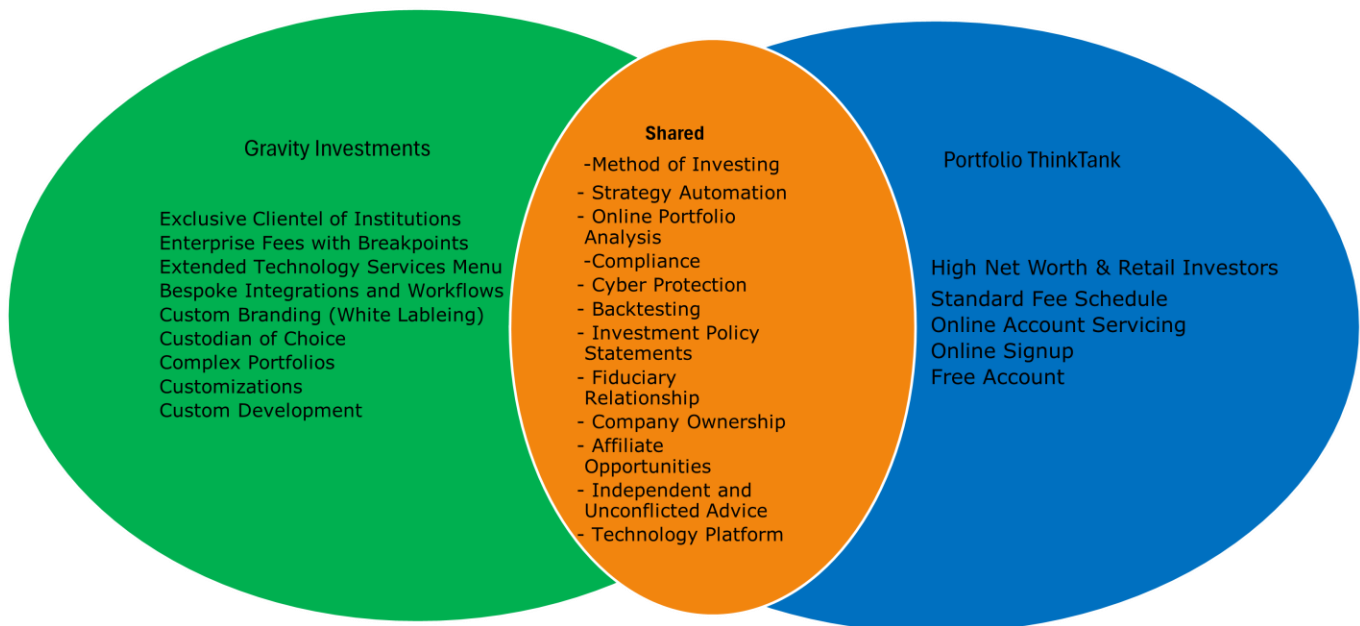 Gravity Investments
Exclusive Clientel of Institutions
Enterprise Fees with Breakpoints
Extended Technology Services Menu
Bespoke Integrations and Workflows
Custom Branding (White Lableing)
Custodian of Choice
Complex Portfolios
Customizations
Custom Development
Shared
-Method of Investing
- Strategy Automation
- Online Portfolio
Analysis
-Compliance
- Cyber Protection
- Backtesting
- Investment Policy
Statements
- Fiduciary
Relationship
- Company Ownership
- Affiliate
Opportunities
- Independent and
Unconflicted Advice
- Technology Platform
Portfolio ThinkTank
High Net Worth & Retail Investors
Standard Fee Schedule
Online Account Servicing
Online Signup
Free Account